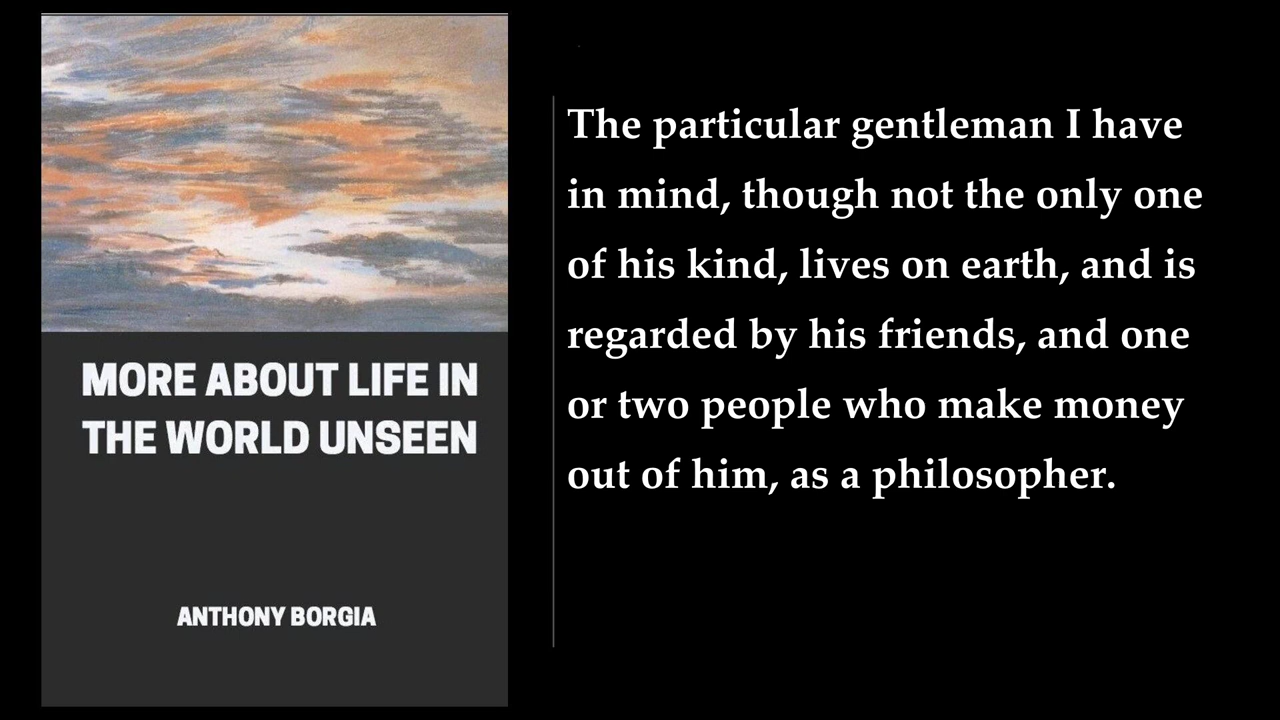 MORE ABOUT LIFE IN
THE WORLD UNSEEN
ANTHONY BORGIA
The particular gentleman I have
in mind, though not the only one
of his kind, lives on earth, and is
regarded by his friends, and one
or two people who make money
out of him, as a philosopher.